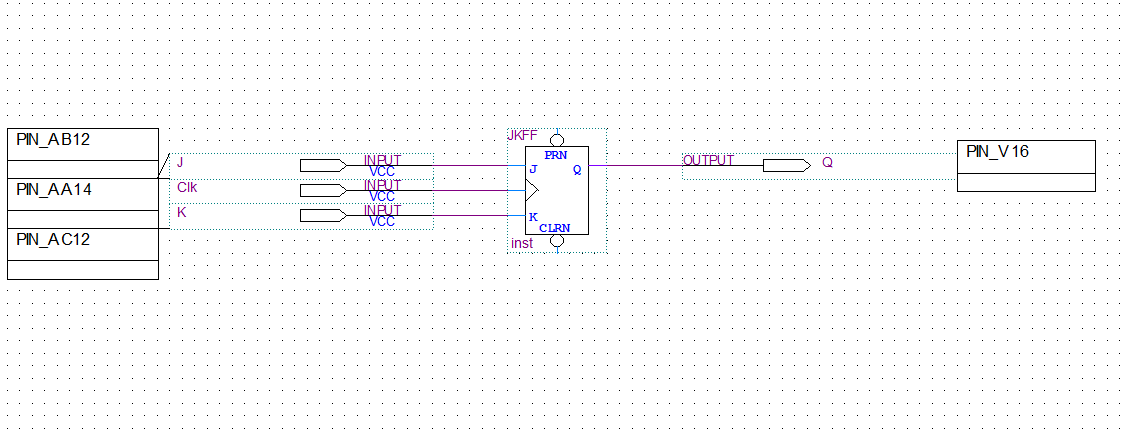 PIN_AB12
PIN_AA14
PIN_AC12
J
Clk
K
INPUT
VCC
INPUT
VCC
INPUT
VCC
JKFF
PRN
J
Q
K
CLRN
inst
OUTPUT
Q
PIN_V16